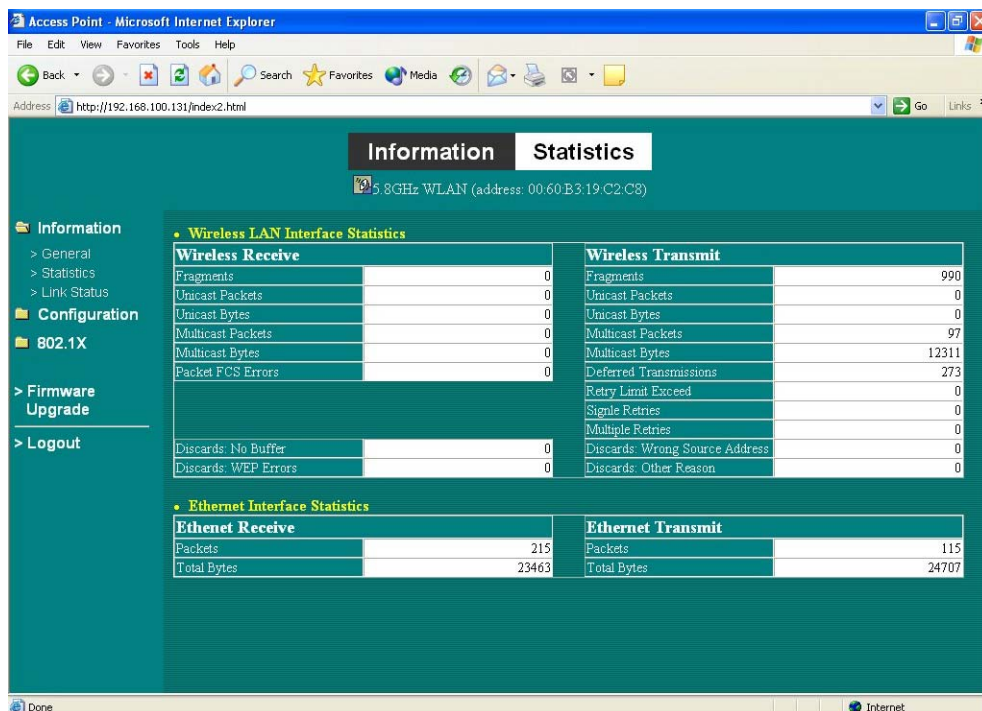 Access Point - Microsoft Internet Explorer
File Edit View Favorites Tools Help
Back Search Favorites Media
Address http://192.168.100.131/index2.html Go Links
Information Statistics
5.8GHz WLAN (address: 00:60:B3:19:C2:C8)
Information
> General
> Statistics
> Link Status
Configuration
802.1X
> Firmware
Upgrade
> Logout
• Wireless LAN Interface Statistics
Wireless Receive Wireless Transmit
Fragments 0 Fragments 990
Unicast Packets 0 Unicast Packets 0
Unicast Bytes 0 Unicast Bytes 0
Multicast Packets 0 Multicast Packets 97
Multicast Bytes 0 Multicast Bytes 12311
Packet FCS Errors 0 Deferred Transmissions 273
Retry Limit Exceed 0
Signle Retries 0
Multiple Retries 0
Discards: No Buffer 0 Discards: Wrong Source Address 0
Discards: WEP Errors 0 Discards: Other Reason 0
• Ethernet Interface Statistics
Ethenet Receive Ethernet Transmit
Packets 215 Packets 115
Total Bytes 23463 Total Bytes 24707
Done Internet